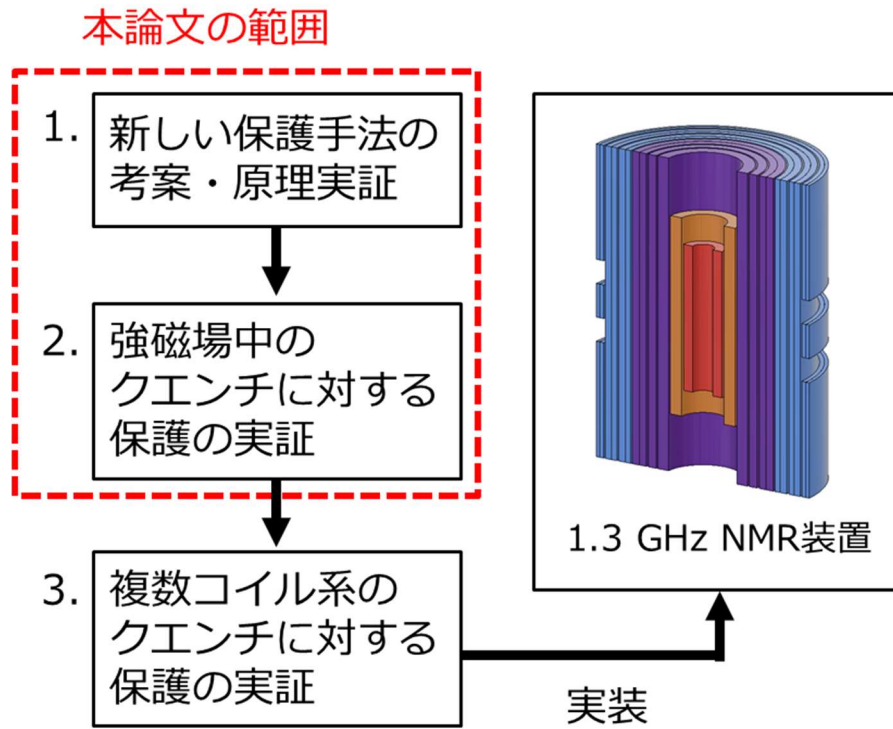 本論文の範囲
1. 新しい保護手法の
考案・原理実証
2. 強磁場中の
クエンチに対する
保護の実証
3. 複数コイル系の
クエンチに対する
保護の実証
1.3 GHz NMR装置
実装